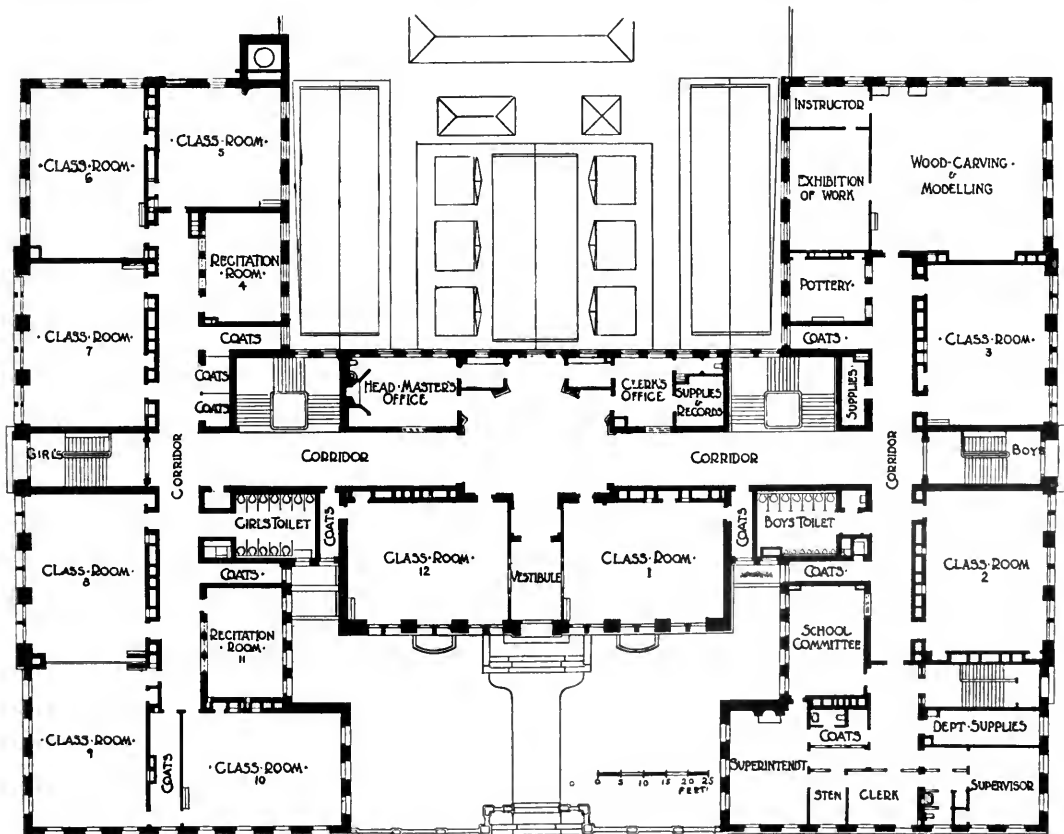 ·CLASS·ROOM·
6
·CLASS·ROOM·
5
RECITATION
·ROOM·
4
·CLASS·ROOM·
7
COATS
COATS
COATS
HEAD·MASTER'S
OFFICE
CLERK'S
OFFICE
SUPPLIES
&
RECORDS
INSTRUCTOR
EXHIBITION
OF WORK
WOOD-CARVING·
&
MODELLING
POTTERY·
COATS·
SUPPLIES·
·CLASS·ROOM·
3
GIRLS
CORRIDOR
CORRIDOR
CORRIDOR
CORRIDOR
BOYS
GIRLS TOILET
COATS
COATS·
·CLASS·ROOM·
8
CLASS·ROOM·
12
VESTIBULE
·CLASS·ROOM·
1
COATS
BOYS TOILET
·COATS·
CLASS·ROOM
2
RECITATION
·ROOM·
11
SCHOOL
COMMITTEE
·CLASS·ROOM·
9
COATS
·CLASS·ROOM·
10
SUPERINTENDT
COATS
STEN
CLERK
DEPT·SUPPLIES
SUPERVISOR
0 5 10 15 20 25
FEET